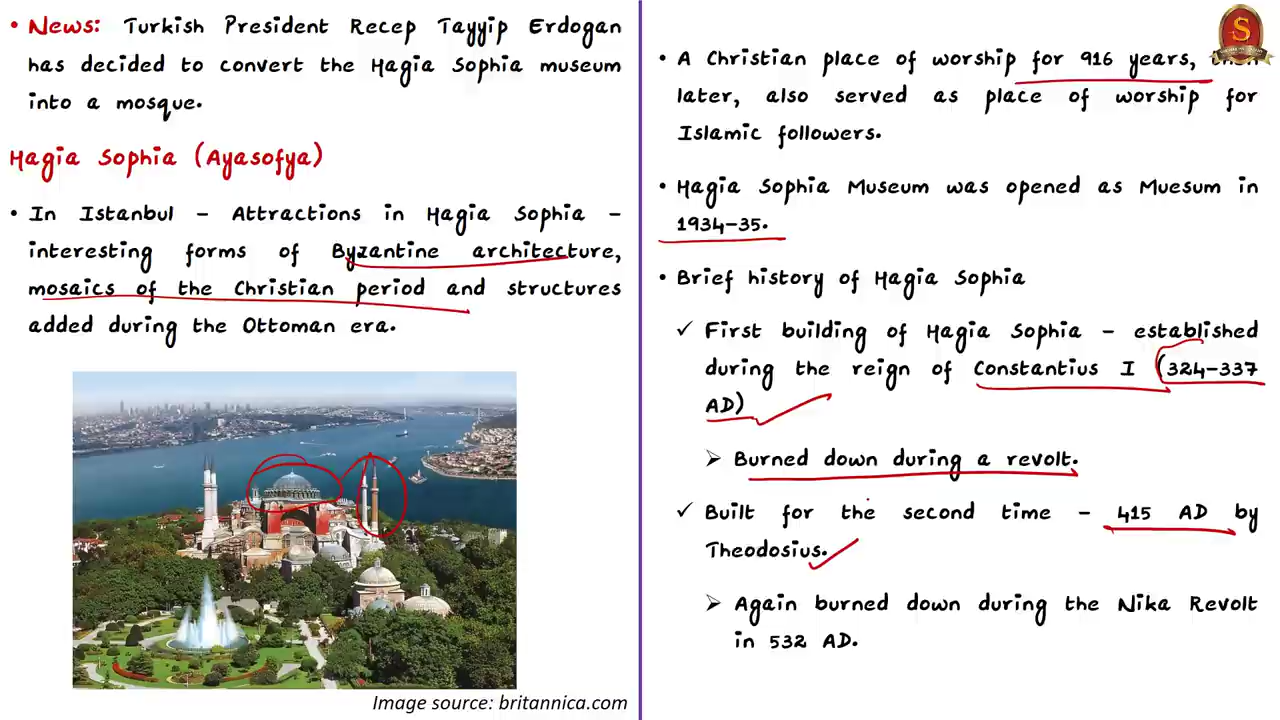 • News: Turkish President Recep Tayyip Erdogan
has decided to convert the Hagia Sophia museum
into a mosque.
Hagia Sophia (Ayasofya)
• In Istanbul – Attractions in Hagia Sophia –
interesting forms of Byzantine architecture,
mosaics of the Christian period and structures
added during the Ottoman era.
Image source: britannica.com
• A Christian place of worship for 916 years, then
later, also served as place of worship for
Islamic followers.
• Hagia Sophia Museum was opened as Muesum in
1934-35.
• Brief history of Hagia Sophia
✓ First building of Hagia Sophia – established
during the reign of Constantius I (324-337
AD)
➢ Burned down during a revolt.
✓ Built for the second time – 415 AD by
Theodosius.
➢ Again burned down during the Nika Revolt
in 532 AD.
S